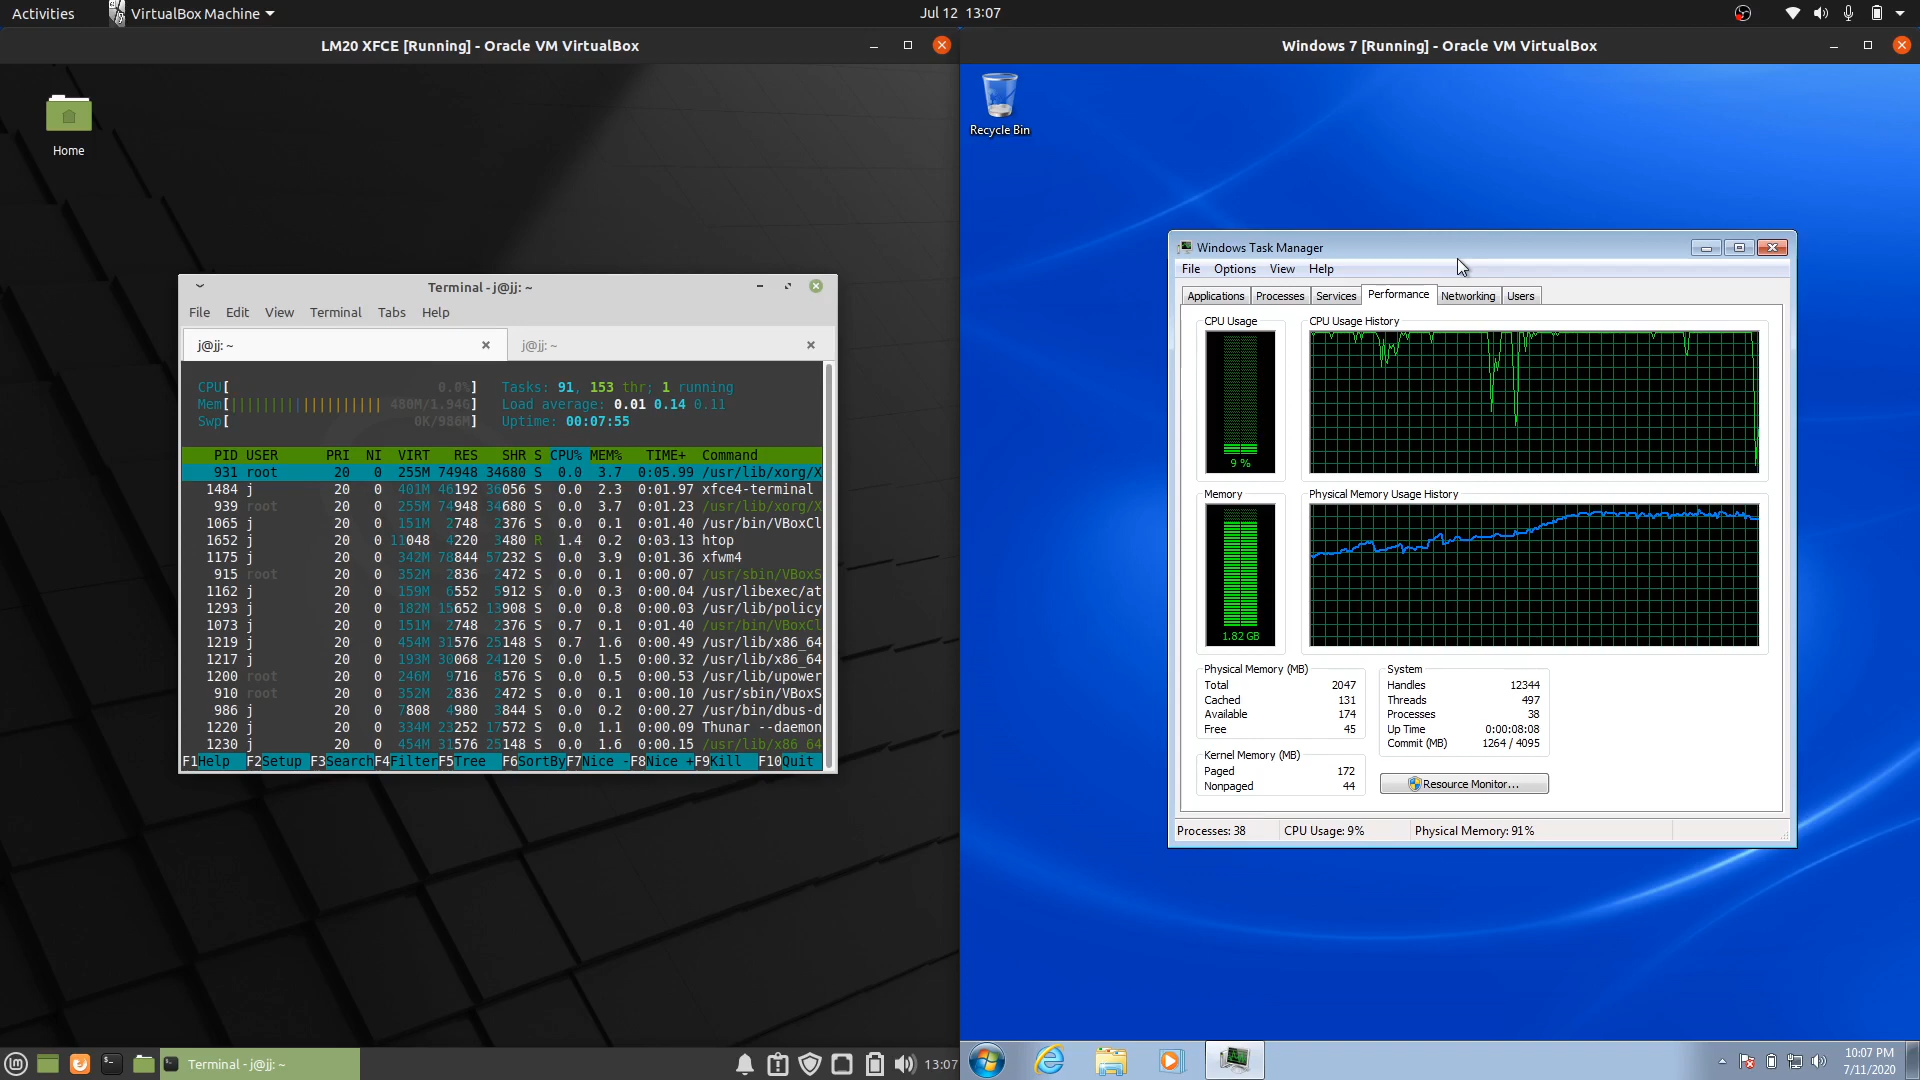 Activities
VirtualBox Machine
Jul 12 13:07
LM20 XFCE [Running] - Oracle VM VirtualBox
Home
Terminal - j@jj: ~
File Edit View Terminal Tabs Help
j@jj: ~
j@jj: ~
CPU[ 0.0%] Tasks: 91, 153 thr; 1 running
Mem[ 480M/1.94G] Load average: 0.01 0.14 0.11
Swp[ 0K/986M] Uptime: 00:07:55
PID USER PRI NI VIRT RES SHR S CPU% MEM% TIME+ Command
931 root 20 0 255M 74948 34680 S 0.0 3.7 0:05.99 /usr/lib/xorg/X
1484 j 20 0 401M 46192 36056 S 0.0 2.3 0:01.97 xfce4-terminal
939 root 20 0 255M 74948 34680 S 0.0 3.7 0:01.23 /usr/lib/xorg/X
1065 j 20 0 151M 2748 2376 S 0.0 0.1 0:01.40 /usr/bin/VBoxCl
1652 j 20 0 11048 4220 3480 R 1.4 0.2 0:03.13 htop
1175 j 20 0 342M 78844 57232 S 0.0 3.9 0:01.36 xfwm4
915 root 20 0 352M 2836 2472 S 0.0 0.1 0:00.07 /usr/sbin/VBoxS
1162 j 20 0 159M 6552 5912 S 0.0 0.3 0:00.04 /usr/libexec/at
1293 j 20 0 182M 15652 13908 S 0.0 0.8 0:00.03 /usr/lib/policy
1073 j 20 0 151M 2748 2376 S 0.7 0.1 0:01.40 /usr/bin/VBoxCl
1219 j 20 0 454M 31576 25148 S 0.7 1.6 0:00.49 /usr/lib/x86_64
1217 j 20 0 193M 30068 24120 S 0.0 1.5 0:00.32 /usr/lib/x86_64
1200 root 20 0 246M 9716 8576 S 0.0 0.5 0:00.53 /usr/lib/upower
910 root 20 0 352M 2836 2472 S 0.0 0.1 0:00.10 /usr/sbin/VBoxS
986 j 20 0 7808 4980 3844 S 0.0 0.2 0:00.27 /usr/bin/dbus-d
1220 j 20 0 334M 23252 17572 S 0.0 1.1 0:00.09 Thunar --daemon
1230 j 20 0 454M 31576 25148 S 0.0 1.6 0:00.15 /usr/lib/x86_64
F1Help F2Setup F3SearchF4FilterF5Tree F6SortByF7Nice -F8Nice +F9Kill F10Quit
Terminal - j@jj: ~
13:07
Windows 7 [Running] - Oracle VM VirtualBox
Recycle Bin
Windows Task Manager
File Options View Help
Applications Processes Services Performance Networking Users
CPU Usage
CPU Usage History
9 %
Memory
Physical Memory Usage History
1.82 GB
Physical Memory (MB)
Total 2047
Cached 131
Available 174
Free 45
Kernel Memory (MB)
Paged 172
Nonpaged 44
System
Handles 12344
Threads 497
Processes 38
Up Time 0:00:08:08
Commit (MB) 1264 / 4095
Resource Monitor...
Processes: 38 CPU Usage: 9% Physical Memory: 91%
10:07 PM
7/11/2020